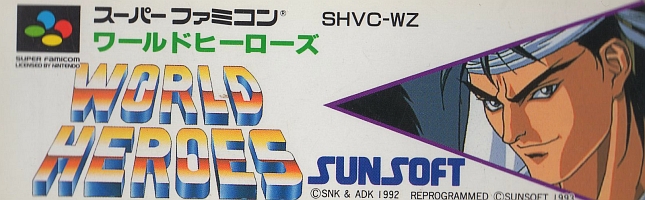 スーパーファミコン® SHVC-WZ
SUPER FAMICOM
LICENSED BY NINTENDO
ワールドヒーローズ
WORLD
HEROES
SUNSOFT
©SNK & ADK 1992 REPROGRAMMED ©SUNSOFT 1993